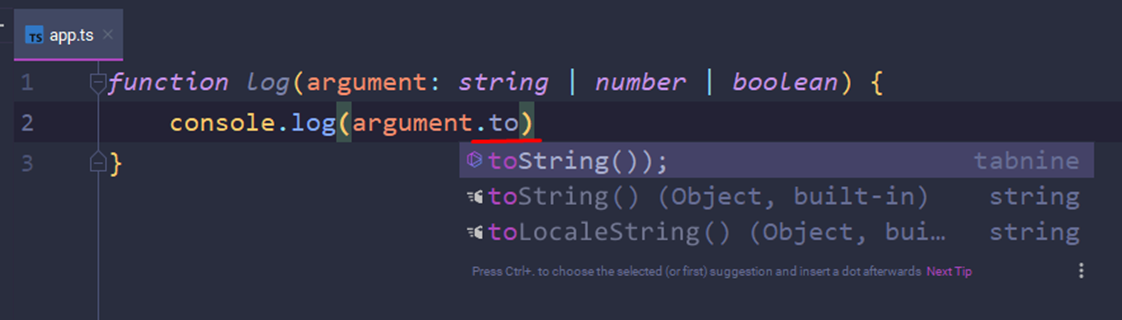 TS app.ts ×
1 function log(argument: string | number | boolean) {
2 console.log(argument.to)
toString()); tabnine
3 }
toString() (Object, built-in) string
toLocaleString() (Object, bui… string
Press Ctrl+. to choose the selected (or first) suggestion and insert a dot afterwards Next Tip